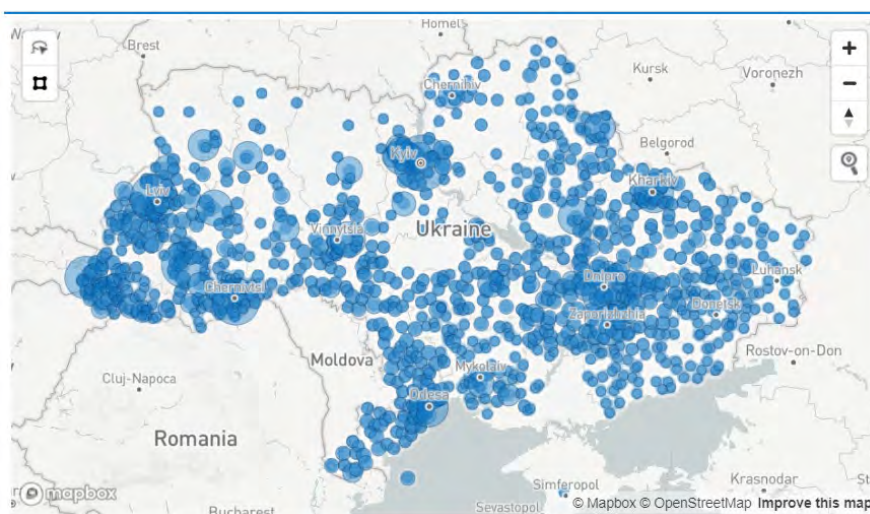 Homel
Brest
Kursk
Voronezh
Chernihiv
Belgorod
Kyiv
Kharkiv
Lviv
Ukraine
Vinnytsia
Luhansk
Dnipro
Chernivtsi
Donetsk
Zaporizhzhia
Moldova
Rostov-on-Don
Mykolaiv
Cluj-Napoca
Odesa
Romania
Simferopol
Krasnodar
mapbox
Sevastopol
Bucharest
© Mapbox © OpenStreetMap Improve this map